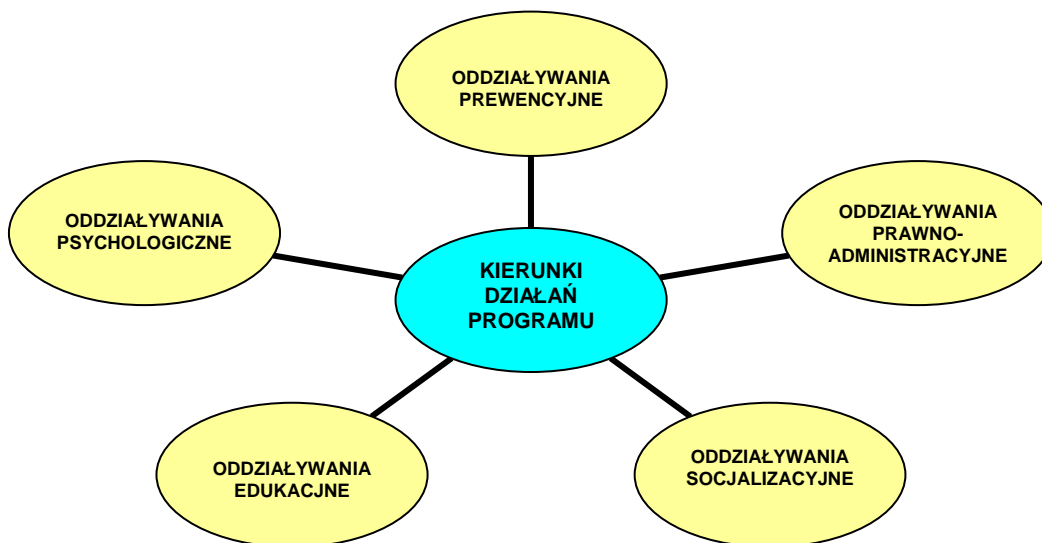 ODDZIAŁYWANIA
PREWENCYJNE
ODDZIAŁYWANIA
PSYCHOLOGICZNE
ODDZIAŁYWANIA
PRAWNO-
ADMINISTRACYJNE
KIERUNKI
DZIAŁAŃ
PROGRAMU
ODDZIAŁYWANIA
EDUKACJNE
ODDZIAŁYWANIA
SOCJALIZACYJNE